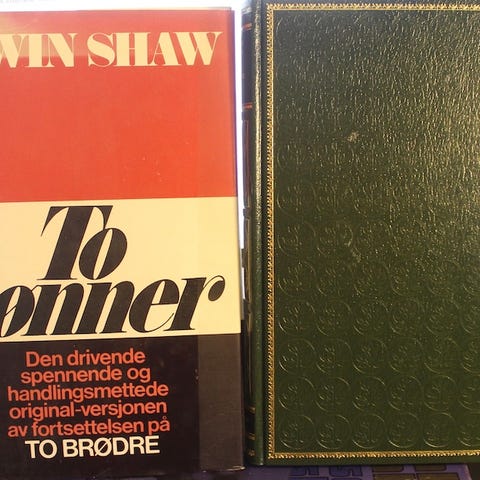 WIN SHAW
To
ønner
Den drivende
spennende og
handlingsmettede
original-versjonen
av fortsettelsen på
TO BRØDRE